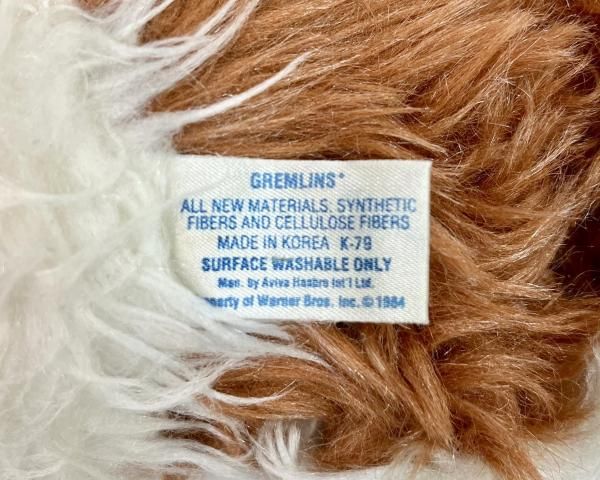 GREMLINS*
ALL NEW MATERIALS. SYNTHETIC
FIBERS AND CELLULOSE FIBERS
MADE IN KOREA K-79
SURFACE WASHABLE ONLY
Man. by Aviva Hasbro Int'l Ltd.
of Warner Bros. Inc. © 1984